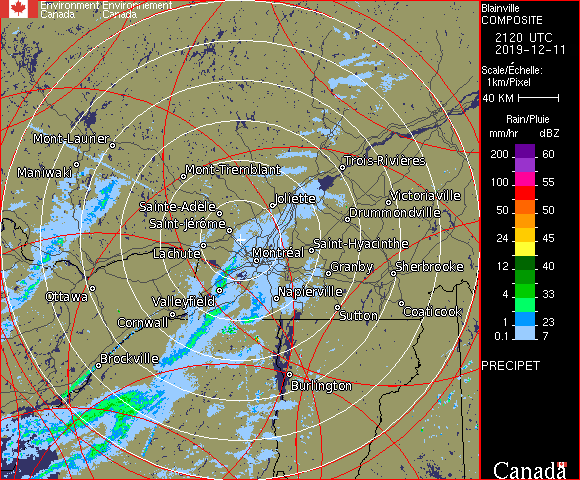 Environment Environnement
Canada Canada
Blainville
COMPOSITE
2120 UTC
2019-12-11
Scale/Échelle:
1km/Pixel
40 KM
Rain/Pluie
mm/hr dBZ
200 60
150 57
100 55
50 50
24 45
12 40
4 33
1 23
0.1 7
PRECIPET
Canada
Mont-Laurier
Maniwaki
Mont-Tremblant
Trois-Rivières
Joliette
Victoriaville
Sainte-Adèle
Drummondville
Saint-Jérôme
Saint-Hyacinthe
Lachute
Montréal
Granby
Sherbrooke
Ottawa
Valleyfield
Napierville
Cornwall
Sutton
Coaticook
Brockville
Burlington